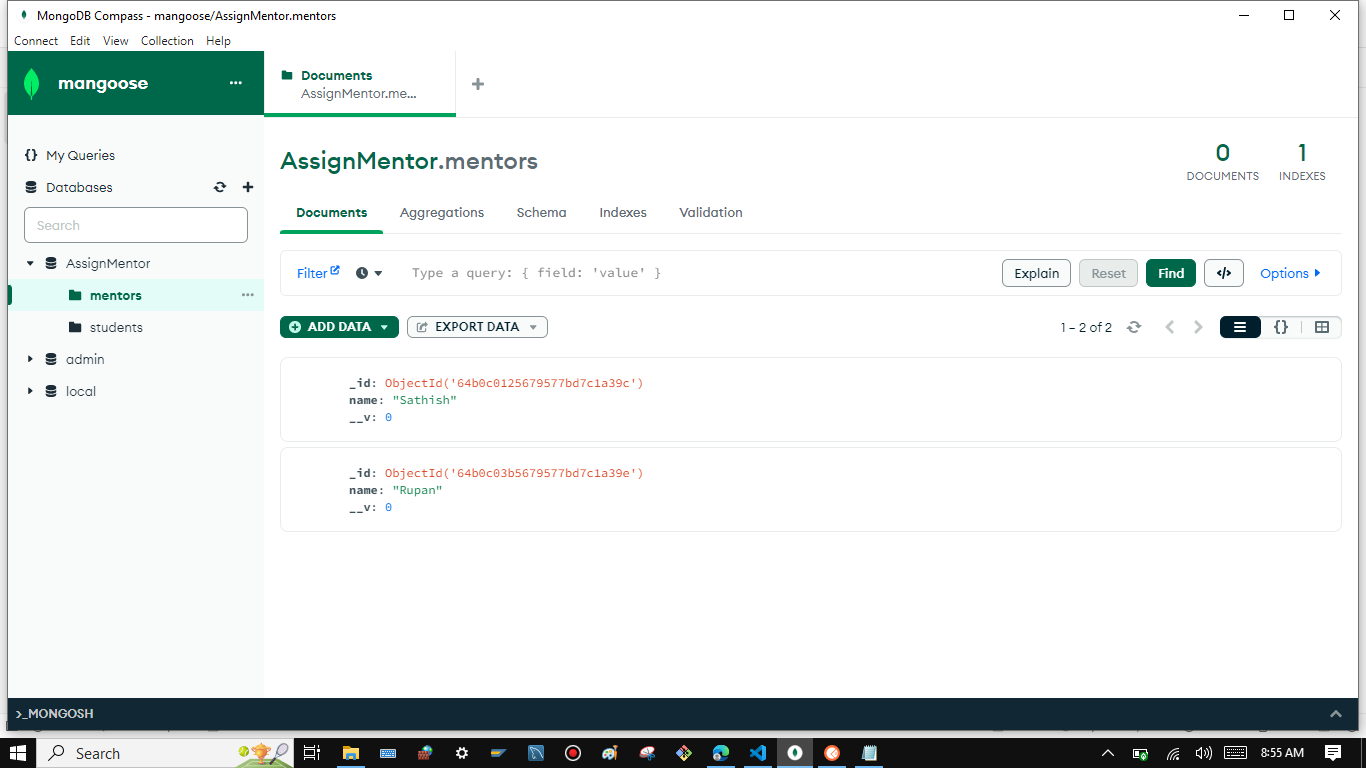 MongoDB Compass - mangoose/AssignMentor.mentors
Connect Edit View Collection Help
mangoose
Documents
AssignMentor.me...
My Queries
Databases
Search
AssignMentor
mentors
students
admin
local
AssignMentor.mentors
0
DOCUMENTS
1
INDEXES
Documents Aggregations Schema Indexes Validation
Filter Type a query: { field: 'value' } Explain Reset Find </> Options
ADD DATA EXPORT DATA 1 – 2 of 2 {}
_id: ObjectId('64b0c0125679577bd7c1a39c')
name: "Sathish"
__v: 0
_id: ObjectId('64b0c03b5679577bd7c1a39e')
name: "Rupan"
__v: 0
>_MONGOSH
Search
8:55 AM